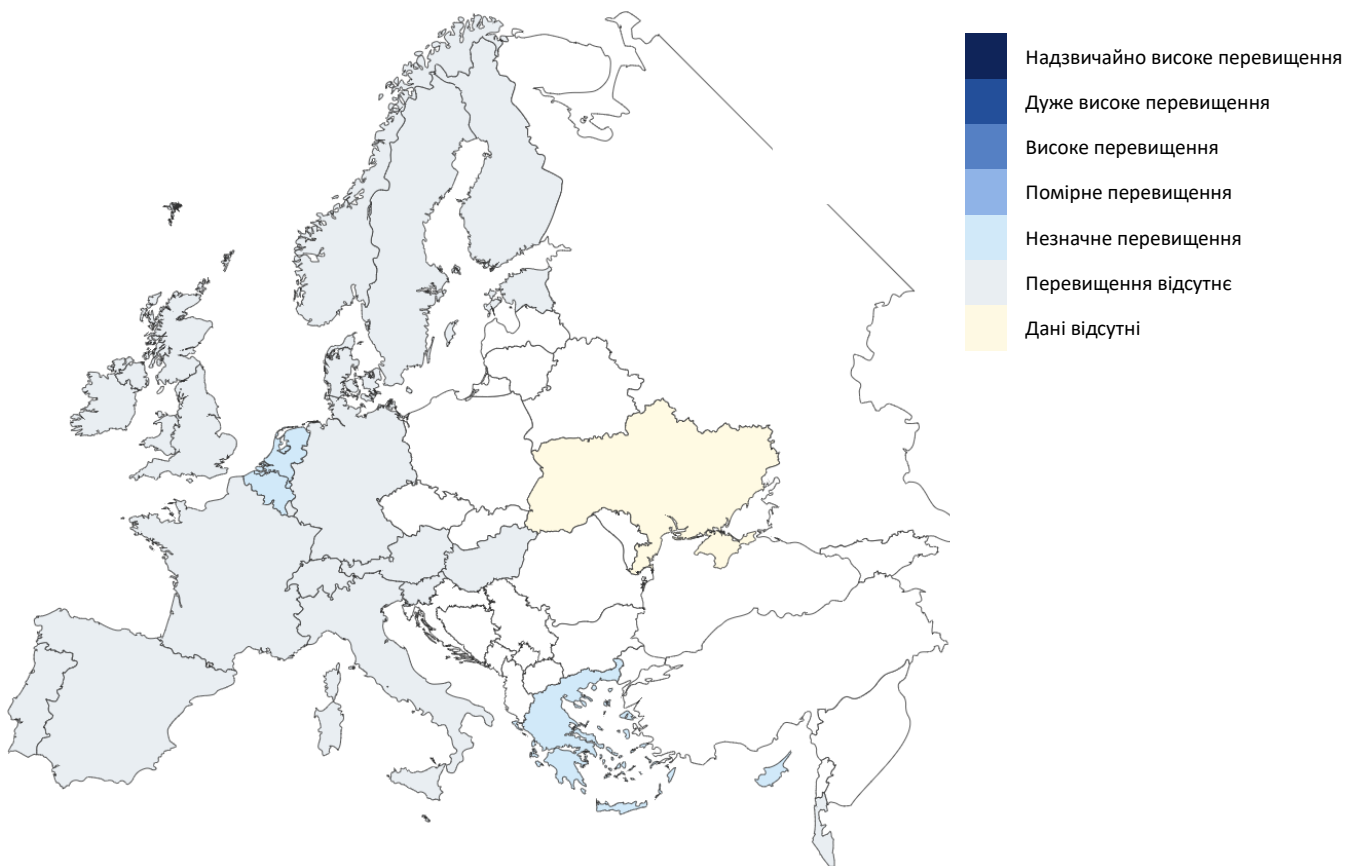 Надзвичайно високе перевищення
Дуже високе перевищення
Високе перевищення
Помірне перевищення
Незначне перевищення
Перевищення відсутнє
Дані відсутні